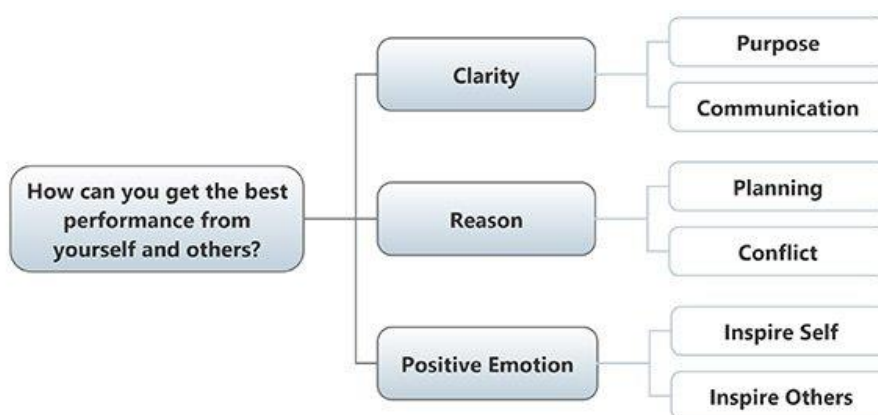 How can you get the best
performance from
yourself and others?
Clarity
Purpose
Communication
Reason
Planning
Conflict
Positive Emotion
Inspire Self
Inspire Others